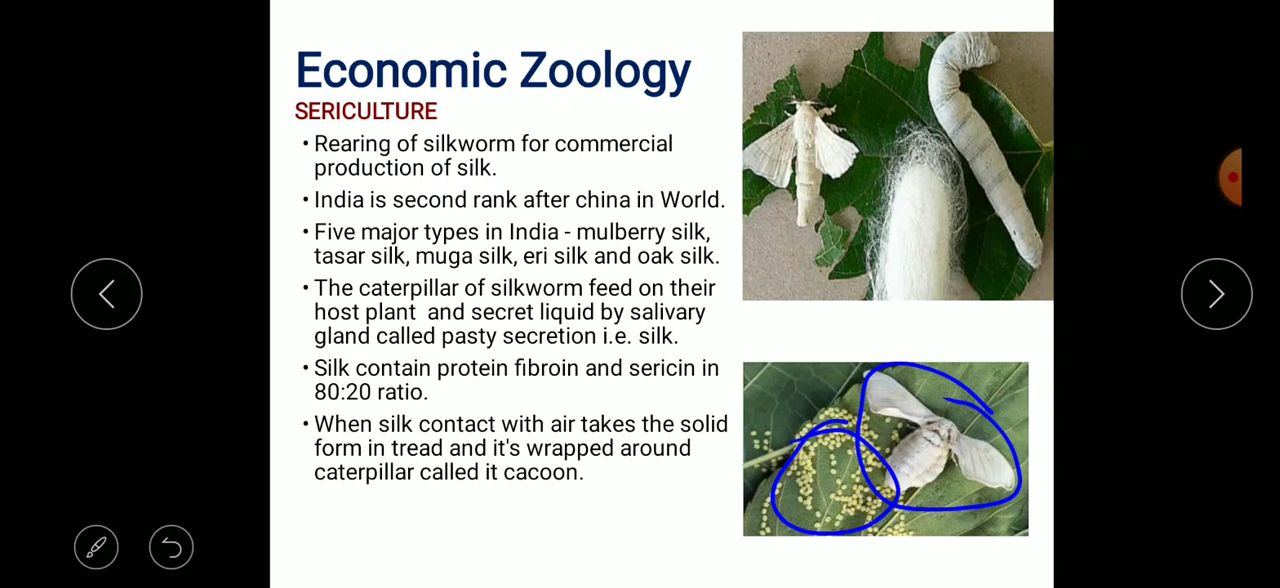 Economic Zoology
SERICULTURE
• Rearing of silkworm for commercial
production of silk.
• India is second rank after china in World.
• Five major types in India - mulberry silk,
tasar silk, muga silk, eri silk and oak silk.
• The caterpillar of silkworm feed on their
host plant and secret liquid by salivary
gland called pasty secretion i.e. silk.
• Silk contain protein fibroin and sericin in
80:20 ratio.
• When silk contact with air takes the solid
form in tread and it's wrapped around
caterpillar called it cacoon.